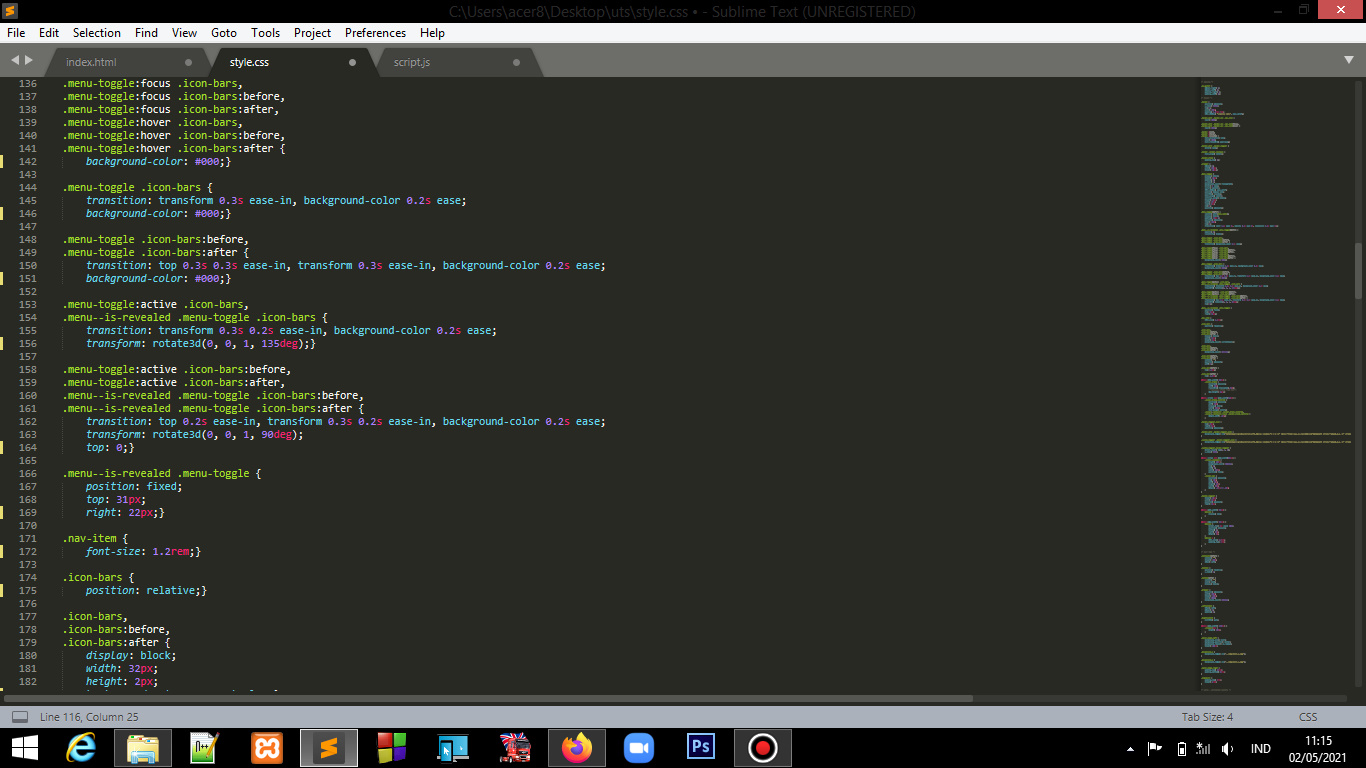 C:\Users\acer8\Desktop\uts\style.css • - Sublime Text (UNREGISTERED)
File Edit Selection Find View Goto Tools Project Preferences Help
index.html style.css script.js
136 .menu-toggle:focus .icon-bars,
137 .menu-toggle:focus .icon-bars:before,
138 .menu-toggle:focus .icon-bars:after,
139 .menu-toggle:hover .icon-bars,
140 .menu-toggle:hover .icon-bars:before,
141 .menu-toggle:hover .icon-bars:after {
142 background-color: #000;}
143
144 .menu-toggle .icon-bars {
145 transition: transform 0.3s ease-in, background-color 0.2s ease;
146 background-color: #000;}
147
148 .menu-toggle .icon-bars:before,
149 .menu-toggle .icon-bars:after {
150 transition: top 0.3s 0.3s ease-in, transform 0.3s ease-in, background-color 0.2s ease;
151 background-color: #000;}
152
153 .menu-toggle:active .icon-bars,
154 .menu--is-revealed .menu-toggle .icon-bars {
155 transition: transform 0.3s 0.2s ease-in, background-color 0.2s ease;
156 transform: rotate3d(0, 0, 1, 135deg);}
157
158 .menu-toggle:active .icon-bars:before,
159 .menu-toggle:active .icon-bars:after,
160 .menu--is-revealed .menu-toggle .icon-bars:before,
161 .menu--is-revealed .menu-toggle .icon-bars:after {
162 transition: top 0.2s ease-in, transform 0.3s 0.2s ease-in, background-color 0.2s ease;
163 transform: rotate3d(0, 0, 1, 90deg);
164 top: 0;}
165
166 .menu--is-revealed .menu-toggle {
167 position: fixed;
168 top: 31px;
169 right: 22px;}
170
171 .nav-item {
172 font-size: 1.2rem;}
173
174 .icon-bars {
175 position: relative;}
176
177 .icon-bars,
178 .icon-bars:before,
179 .icon-bars:after {
180 display: block;
181 width: 32px;
182 height: 2px;
Line 116, Column 25 Tab Size: 4 CSS
Ps
IND
11:15
02/05/2021